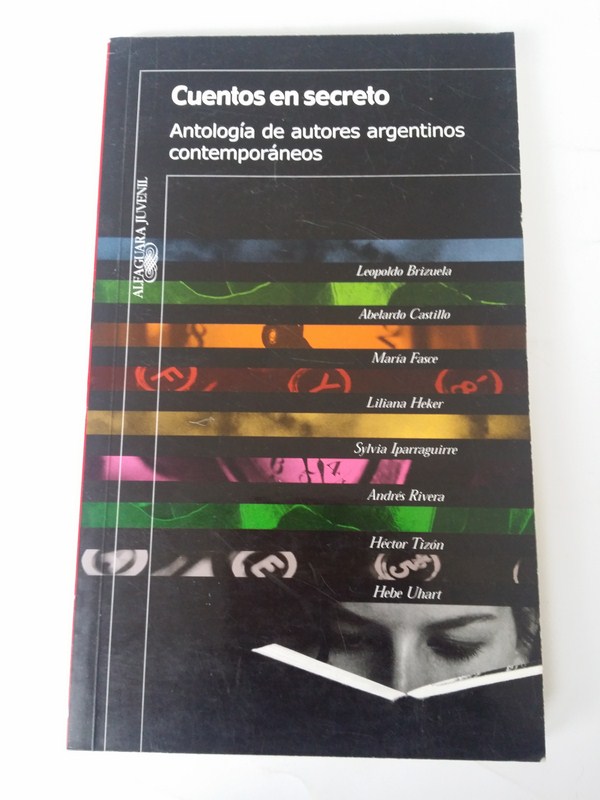 Cuentos en secreto
Antología de autores argentinos
contemporáneos
ALFAGUARA JUVENIL
Leopoldo Brizuela
Abelardo Castillo
María Fasce
Liliana Heker
Sylvia Iparraguirre
Andrés Rivera
Héctor Tizón
Hebe Uhart